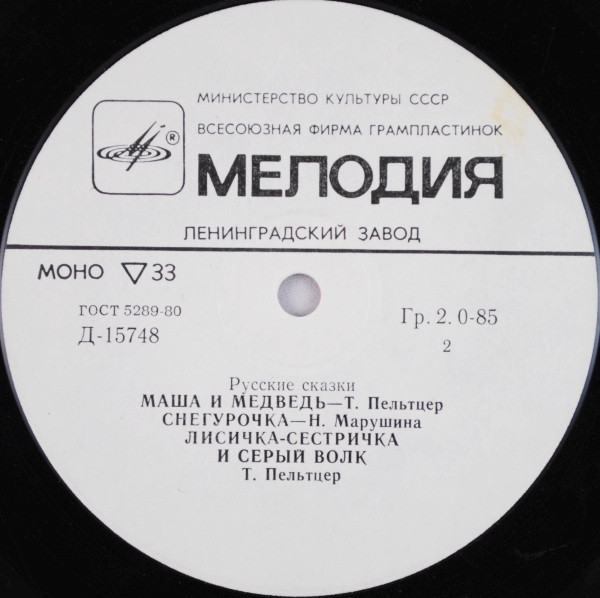 МИНИСТЕРСТВО КУЛЬТУРЫ СССР
ВСЕСОЮЗНАЯ ФИРМА ГРАМПЛАСТИНОК
®
МЕЛОДИЯ
ЛЕНИНГРАДСКИЙ ЗАВОД
МОНО ▽ 33
ГОСТ 5289-80
Д-15748
Гр. 2. 0-85
2
Русские сказки
МАША И МЕДВЕДЬ—Т. Пельтцер
СНЕГУРОЧКА—Н. Марушина
ЛИСИЧКА-СЕСТРИЧКА
И СЕРЫЙ ВОЛК
Т. Пельтцер